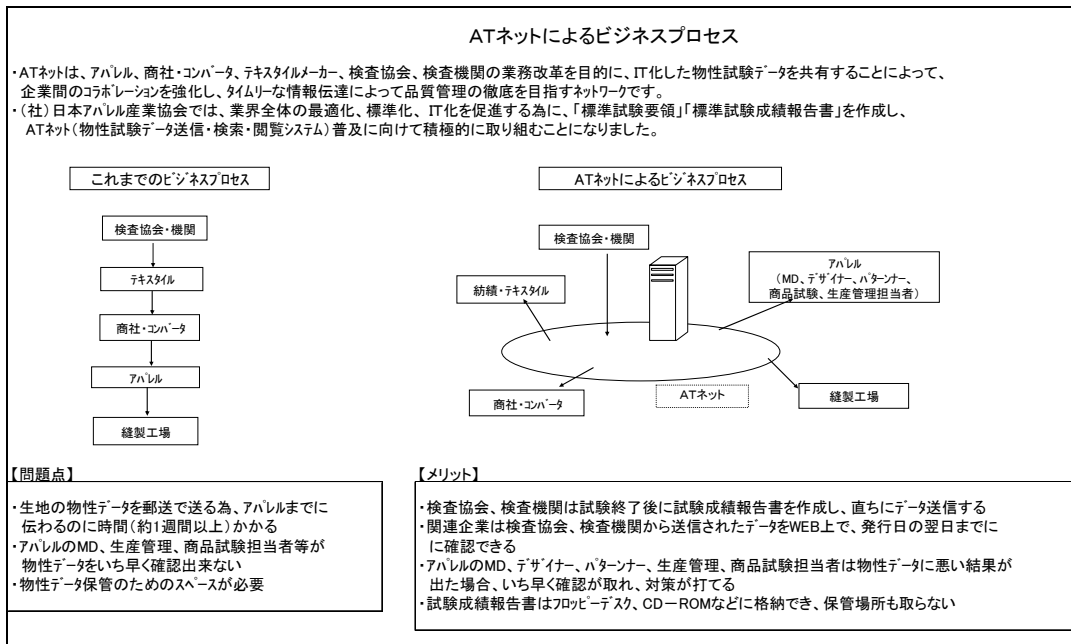 ATネットによるビジネスプロセス
・ATネットは、アパレル、商社・コンバータ、テキスタイルメーカー、検査協会、検査機関の業務改革を目的に、IT化した物性試験データを共有することによって、
企業間のコラボレーションを強化し、タイムリーな情報伝達によって品質管理の徹底を目指すネットワークです。
・(社)日本アパレル産業協会では、業界全体の最適化、標準化、IT化を促進する為に、「標準試験要領」「標準試験成績報告書」を作成し、
ATネット(物性試験データ送信・検索・閲覧システム)普及に向けて積極的に取り組むことになりました。
これまでのビジネスプロセス
検査協会・機関
テキスタイル
商社・コンバータ
アパレル
縫製工場
ATネットによるビジネスプロセス
検査協会・機関
紡績・テキスタイル
アパレル
(MD、デザイナー、パターンナー、
商品試験、生産管理担当者)
商社・コンバータ
ATネット
縫製工場
【問題点】
・生地の物性データを郵送で送る為、アパレルまでに
伝わるのに時間(約1週間以上)かかる
・アパレルのMD、生産管理、商品試験担当者等が
物性データをいち早く確認出来ない
・物性データ保管のためのスペースが必要
【メリット】
・検査協会、検査機関は試験終了後に試験成績報告書を作成し、直ちにデータ送信する
・関連企業は検査協会、検査機関から送信されたデータをWEB上で、発行日の翌日までに
に確認できる
・アパレルのMD、デザイナー、パターンナー、生産管理、商品試験担当者は物性データに悪い結果が
出た場合、いち早く確認が取れ、対策が打てる
・試験成績報告書はフロッピーデスク、CD-ROMなどに格納でき、保管場所も取らない